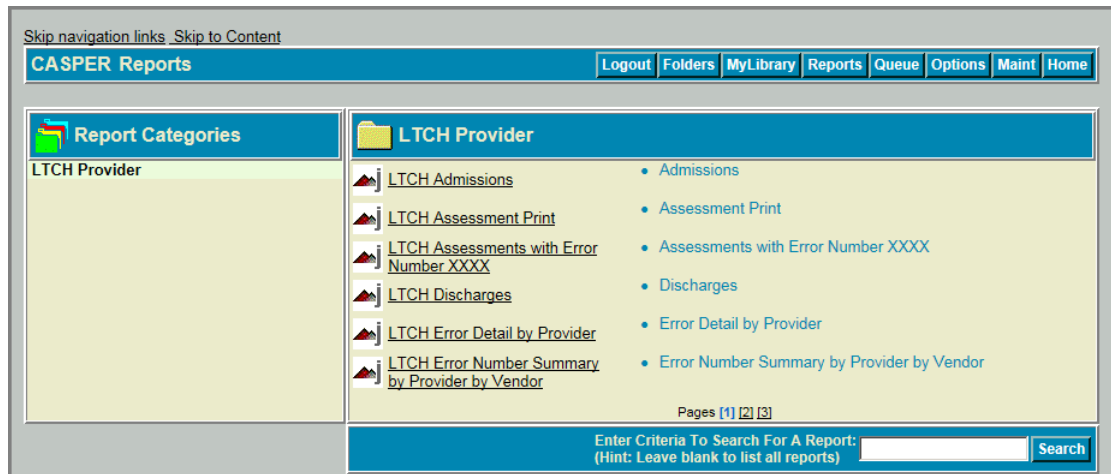 Skip navigation links Skip to Content
CASPER Reports
Logout Folders MyLibrary Reports Queue Options Maint Home
Report Categories
LTCH Provider
LTCH Provider
LTCH Admissions
• Admissions
LTCH Assessment Print
• Assessment Print
LTCH Assessments with Error
Number XXXX
• Assessments with Error Number XXXX
LTCH Discharges
• Discharges
LTCH Error Detail by Provider
• Error Detail by Provider
LTCH Error Number Summary
by Provider by Vendor
• Error Number Summary by Provider by Vendor
Pages [1] [2] [3]
Enter Criteria To Search For A Report:
(Hint: Leave blank to list all reports)
Search